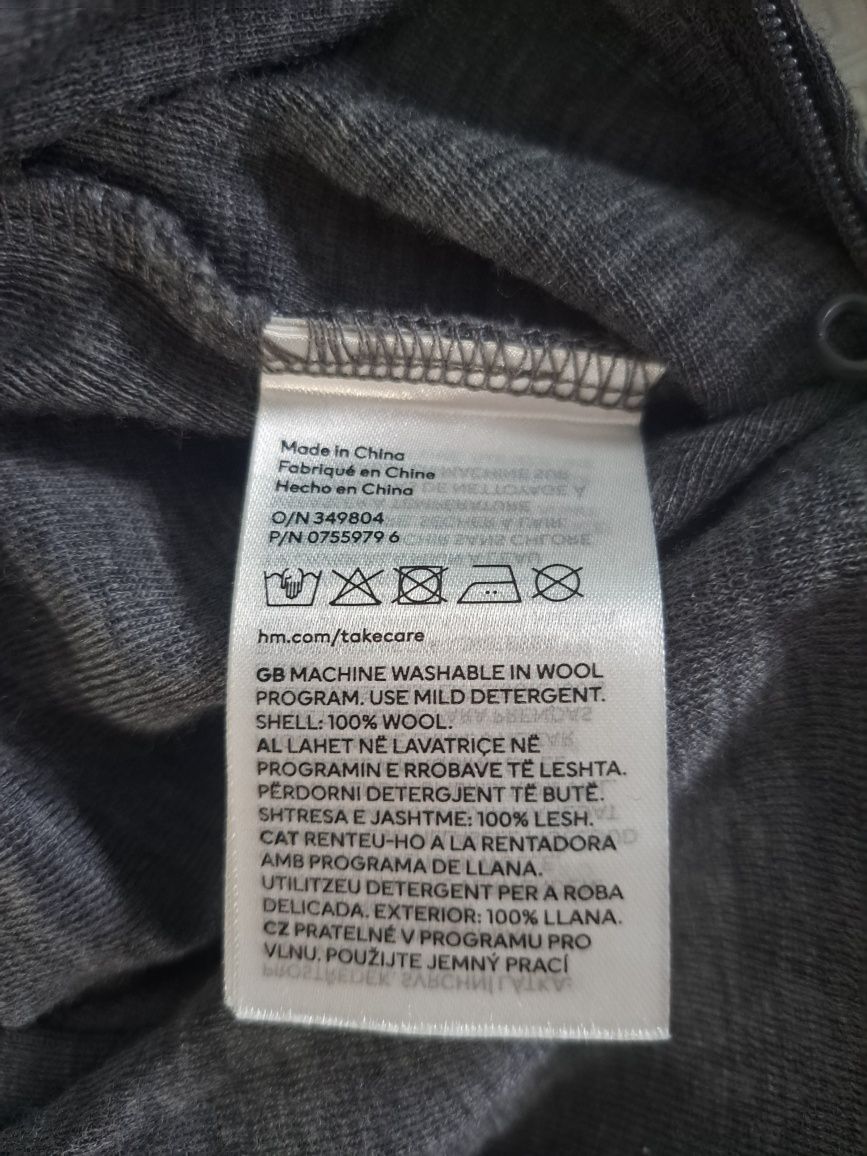 Made in China
Fabriqué en Chine
Hecho en China
O/N 349804
P/N 0755979 6
hm.com/takecare
GB MACHINE WASHABLE IN WOOL
PROGRAM. USE MILD DETERGENT.
SHELL: 100% WOOL.
AL LAHET NË LAVATRIÇE NË
PROGRAMIN E RROBAVE TË LESHTA.
PËRDORNI DETERGJENT TË BUTË.
SHTRESA E JASHTME: 100% LESH.
CAT RENTEU-HO A LA RENTADORA
AMB PROGRAMA DE LLANA.
UTILITZEU DETERGENT PER A ROBA
DELICADA. EXTERIOR: 100% LLANA.
CZ PRATELNÉ V PROGRAMU PRO
VLNU. POUŽIJTE JEMNÝ PRACÍ